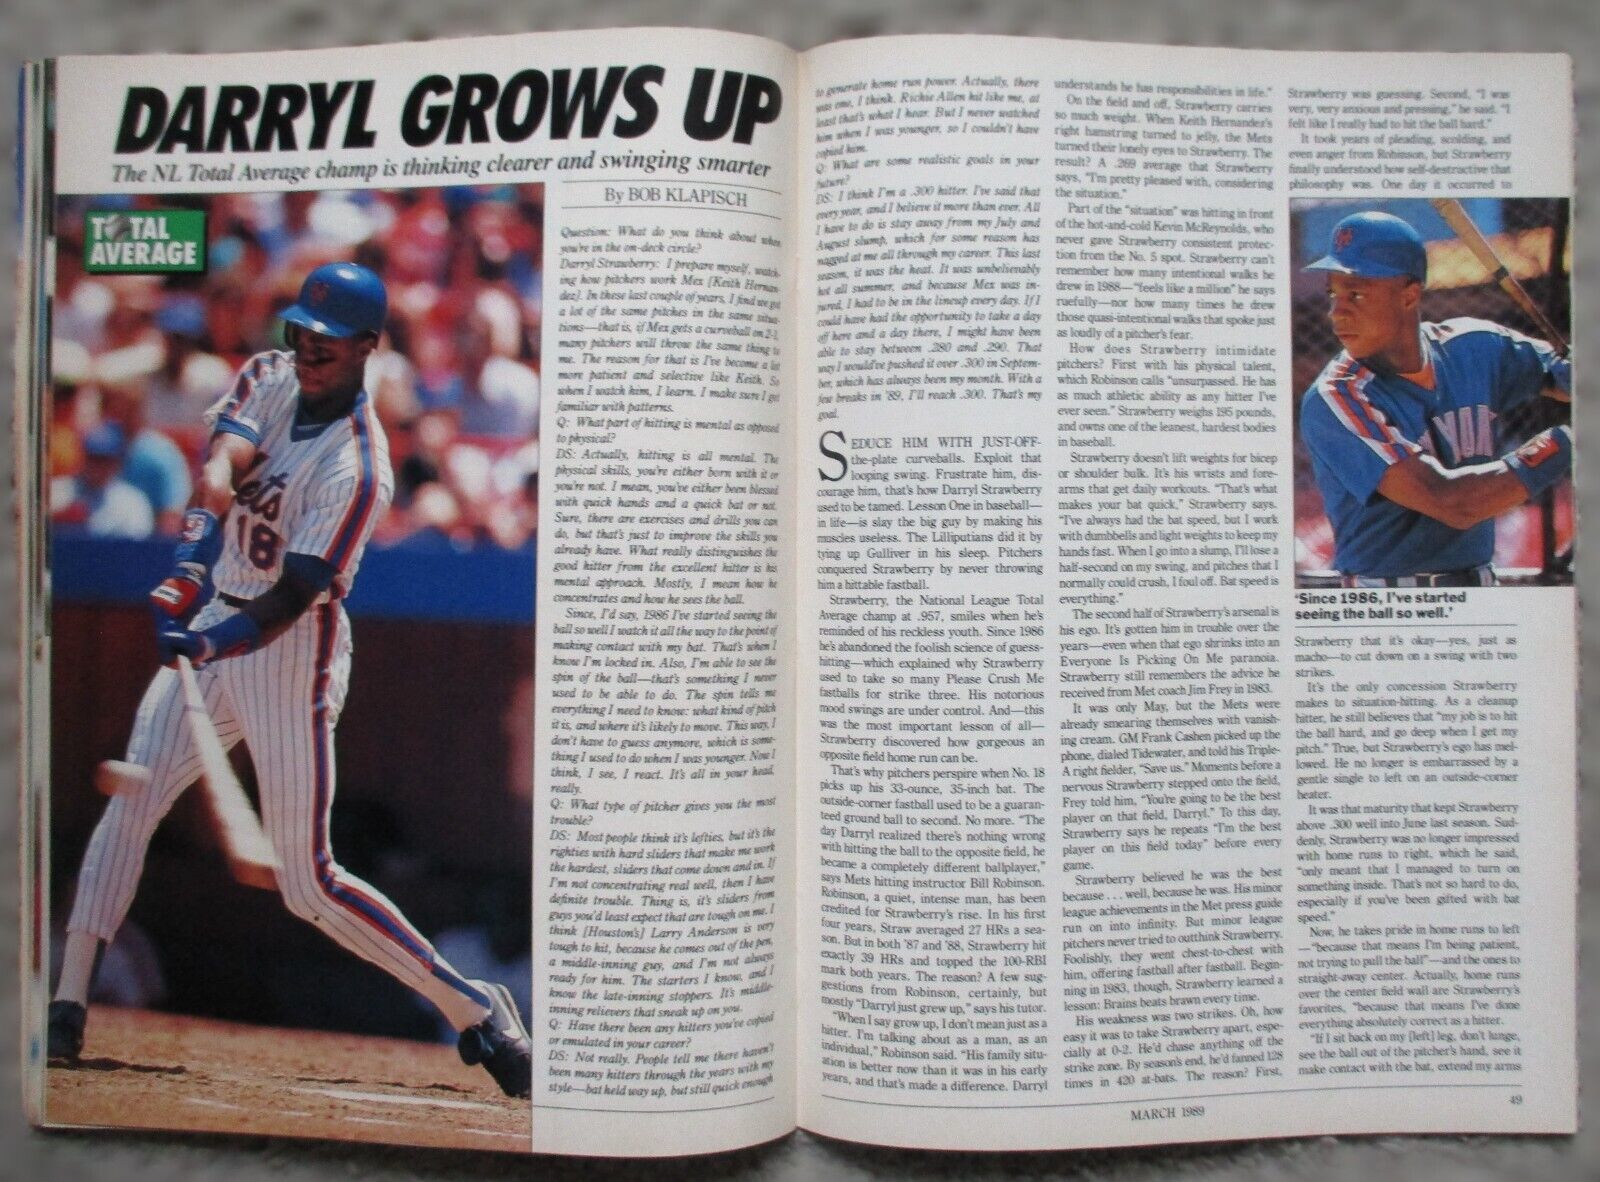 DARRYL GROWS UP
The NL Total Average champ is thinking clearer and swinging smarter
TOTAL
AVERAGE
Mets
18
By BOB KLAPISCH
Question: What do you think about when
you're in the on-deck circle?
Darryl Strawberry: I prepare myself, watch-
ing how pitchers work Mex [Keith Hernan-
dez]. In these last couple of years, I find we get
a lot of the same pitches in the same situa-
tions—that is, if Mex gets a curveball on 2-1,
many pitchers will throw the same thing to
me. The reason for that is I've become a lot
more patient and selective like Keith. So
when I watch him, I learn. I make sure I get
familiar with patterns.
Q: What part of hitting is mental as opposed
to physical?
DS: Actually, hitting is all mental. The
physical skills, you're either born with it or
you're not. I mean, you've either been blessed
with quick hands and a quick bat or not.
Sure, there are exercises and drills you can
do, but that's just to improve the skills you
already have. What really distinguishes the
good hitter from the excellent hitter is his
mental approach. Mostly, I mean how he
concentrates and how he sees the ball.
Since, I'd say, 1986 I've started seeing the
ball so well I watch it all the way to the point of
making contact with my bat. That's when I
know I'm locked in. Also, I'm able to see the
spin of the ball—that's something I never
used to be able to do. The spin tells me
everything I need to know: what kind of pitch
it is, and where it's likely to move. This way, I
don't have to guess anymore, which is some-
thing I used to do when I was younger. Now I
think, I see, I react. It's all in your head,
really.
Q: What type of pitcher gives you the most
trouble?
DS: Most people think it's lefties, but it's the
righties with hard sliders that make me work
the hardest, sliders that come down and in. If
I'm not concentrating real well, then I have
definite trouble. Thing is, it's sliders from
guys you'd least expect that are tough on me. I
think [Houston's] Larry Anderson is very
tough to hit, because he comes out of the pen,
a middle-inning guy, and I'm not always
ready for him. The starters I know, and I
know the late-inning stoppers. It's middle-
inning relievers that sneak up on you.
Q: Have there been any hitters you've copied
or emulated in your career?
DS: Not really. People tell me there haven't
been many hitters through the years with my
style—bat held way up, but still quick enough
to generate home run power. Actually, there
was one, I think. Richie Allen hit like me, at
least that's what I hear. But I never watched
him when I was younger, so I couldn't have
copied him.
Q: What are some realistic goals in your
future?
DS: I think I'm a .300 hitter. I've said that
every year, and I believe it more than ever. All
I have to do is stay away from my July and
August slump, which for some reason has
nagged at me all through my career. This last
season, it was the heat. It was unbelievably
hot all summer, and because Mex was in-
jured, I had to be in the lineup every day. If I
could have had the opportunity to take a day
off here and a day there, I might have been
able to stay between .280 and .290. That
way I would've pushed it over .300 in Septem-
ber, which has always been my month. With a
few breaks in '89, I'll reach .300. That's my
goal.
SEDUCE HIM WITH JUST-OFF-
the-plate curveballs. Exploit that
looping swing. Frustrate him, dis-
courage him, that's how Darryl Strawberry
used to be tamed. Lesson One in baseball—
in life—is slay the big guy by making his
muscles useless. The Lilliputians did it by
tying up Gulliver in his sleep. Pitchers
conquered Strawberry by never throwing
him a hittable fastball.
Strawberry, the National League Total
Average champ at .957, smiles when he's
reminded of his reckless youth. Since 1986
he's abandoned the foolish science of guess-
hitting—which explained why Strawberry
used to take so many Please Crush Me
fastballs for strike three. His notorious
mood swings are under control. And—this
was the most important lesson of all—
Strawberry discovered how gorgeous an
opposite field home run can be.
That's why pitchers perspire when No. 18
picks up his 33-ounce, 35-inch bat. The
outside-corner fastball used to be a guaran-
teed ground ball to second. No more. "The
day Darryl realized there's nothing wrong
with hitting the ball to the opposite field, he
became a completely different ballplayer,"
says Mets hitting instructor Bill Robinson.
Robinson, a quiet, intense man, has been
credited for Strawberry's rise. In his first
four years, Straw averaged 27 HRs a sea-
son. But in both '87 and '88, Strawberry hit
exactly 39 HRs and topped the 100-RBI
mark both years. The reason? A few sug-
gestions from Robinson, certainly, but
mostly "Darryl just grew up," says his tutor.
"When I say grow up, I don't mean just as a
hitter. I'm talking about as a man, as an
individual," Robinson said. "His family situ-
ation is better now than it was in his early
years, and that's made a difference. Darryl
understands he has responsibilities in life."
On the field and off, Strawberry carries
so much weight. When Keith Hernandez's
right hamstring turned to jelly, the Mets
turned their lonely eyes to Strawberry. The
result? A .269 average that Strawberry
says, "I'm pretty pleased with, considering
the situation."
Part of the "situation" was hitting in front
of the hot-and-cold Kevin McReynolds, who
never gave Strawberry consistent protec-
tion from the No. 5 spot. Strawberry can't
remember how many intentional walks he
drew in 1988—"feels like a million" he says
ruefully—nor how many times he drew
those quasi-intentional walks that spoke just
as loudly of a pitcher's fear.
How does Strawberry intimidate
pitchers? First with his physical talent,
which Robinson calls "unsurpassed. He has
as much athletic ability as any hitter I've
ever seen." Strawberry weighs 195 pounds,
and owns one of the leanest, hardest bodies
in baseball.
Strawberry doesn't lift weights for bicep
or shoulder bulk. It's his wrists and fore-
arms that get daily workouts. "That's what
makes your bat quick," Strawberry says.
"I've always had the bat speed, but I work
with dumbbells and light weights to keep my
hands fast. When I go into a slump, I'll lose a
half-second on my swing, and pitches that I
normally could crush, I foul off. Bat speed is
everything."
The second half of Strawberry's arsenal is
his ego. It's gotten him in trouble over the
years—even when that ego shrinks into an
Everyone Is Picking On Me paranoia.
Strawberry still remembers the advice he
received from Met coach Jim Frey in 1983.
It was only May, but the Mets were
already smearing themselves with vanish-
ing cream. GM Frank Cashen picked up the
phone, dialed Tidewater, and told his Triple-
A right fielder, "Save us." Moments before a
nervous Strawberry stepped onto the field,
Frey told him, "You're going to be the best
player on that field, Darryl." To this day,
Strawberry says he repeats "I'm the best
player on this field today" before every
game.
Strawberry believed he was the best
because . . . well, because he was. His minor
league achievements in the Met press guide
run on into infinity. But minor league
pitchers never tried to outthink Strawberry.
Foolishly, they went chest-to-chest with
him, offering fastball after fastball. Begin-
ning in 1983, though, Strawberry learned a
lesson: Brains beats brawn every time.
His weakness was two strikes. Oh, how
easy it was to take Strawberry apart, espe-
cially at 0-2. He'd chase anything off the
strike zone. By season's end, he'd fanned 128
times in 420 at-bats. The reason? First,
Strawberry was guessing. Second, "I was
very, very anxious and pressing," he said. "I
felt like I really had to hit the ball hard."
It took years of pleading, scolding, and
even anger from Robinson, but Strawberry
finally understood how self-destructive that
philosophy was. One day it occurred to
YORK
'Since 1986, I've started
seeing the ball so well.'
Strawberry that it's okay—yes, just as
macho—to cut down on a swing with two
strikes.
It's the only concession Strawberry
makes to situation-hitting. As a cleanup
hitter, he still believes that "my job is to hit
the ball hard, and go deep when I get my
pitch." True, but Strawberry's ego has mel-
lowed. He no longer is embarrassed by a
gentle single to left on an outside-corner
heater.
It was that maturity that kept Strawberry
above .300 well into June last season. Sud-
denly, Strawberry was no longer impressed
with home runs to right, which he said,
"only meant that I managed to turn on
something inside. That's not so hard to do,
especially if you've been gifted with bat
speed."
Now, he takes pride in home runs to left
—"because that means I'm being patient,
not trying to pull the ball"—and the ones to
straight-away center. Actually, home runs
over the center field wall are Strawberry's
favorites, "because that means I've done
everything absolutely correct as a hitter.
"If I sit back on my [left] leg, don't lunge,
see the ball out of the pitcher's hand, see it
make contact with the bat, extend my arms
MARCH 1989
49